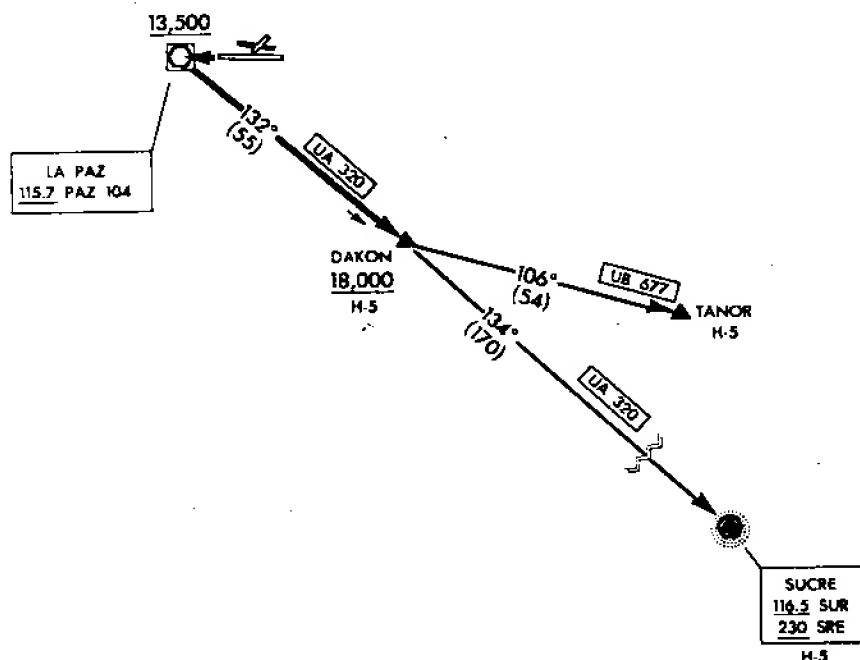 13,500
LA PAZ
115.7 PAZ 104
132°
(55)
UA 320
DAKON
18,000
H-5
106°
(54)
UB 677
TANOR
H-5
134°
(170)
UA 320
SUCRE
116.5 SUR
230 SRE
H-5